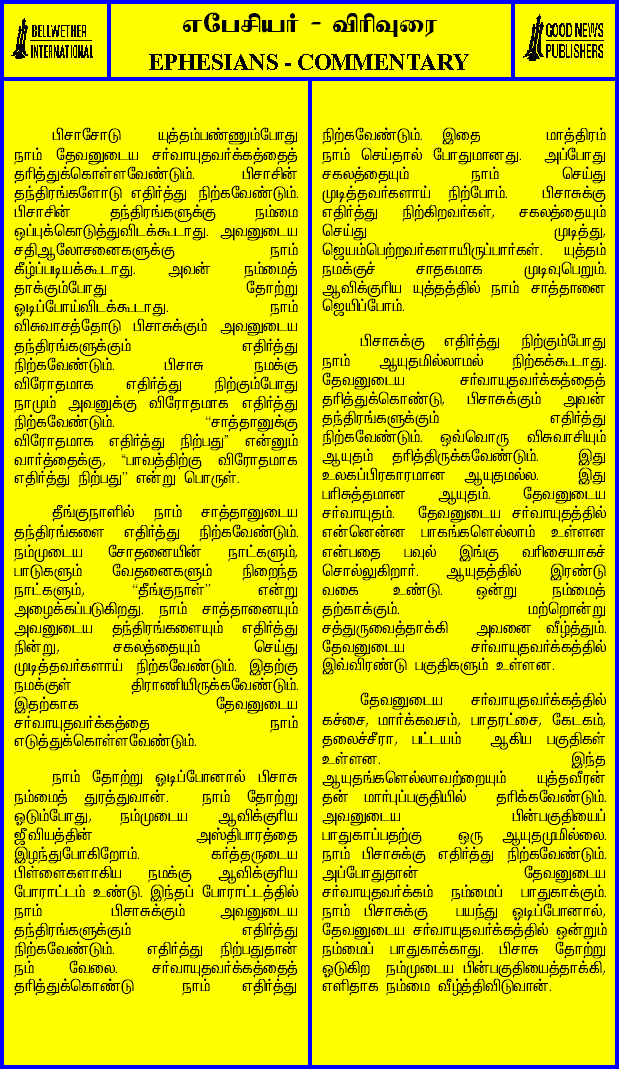 BELLWETHER
INTERNATIONAL
எபேசியர் - விரிவுரை
EPHESIANS - COMMENTARY
GOOD NEWS
PUBLISHERS
பிசாசோடு யுத்தம்பண்ணும்போது
நாம் தேவனுடைய சர்வாயுதவர்க்கத்தைத்
தரித்துக்கொள்ளவேண்டும். பிசாசின்
தந்திரங்களோடு எதிர்த்து நிற்கவேண்டும்.
பிசாசின் தந்திரங்களுக்கு நம்மை
ஒப்புக்கொடுத்துவிடக்கூடாது. அவனுடைய
சதிஆலோசனைகளுக்கு நாம்
கீழ்ப்படியக்கூடாது. அவன் நம்மைத்
தாக்கும்போது தோற்று
ஓடிப்போய்விடக்கூடாது. நாம்
விசுவாசத்தோடு பிசாசுக்கும் அவனுடைய
தந்திரங்களுக்கும் எதிர்த்து
நிற்கவேண்டும். பிசாசு நமக்கு
விரோதமாக எதிர்த்து நிற்கும்போது
நாமும் அவனுக்கு விரோதமாக எதிர்த்து
நிற்கவேண்டும். “சாத்தானுக்கு
விரோதமாக எதிர்த்து நிற்பது” என்னும்
வார்த்தைக்கு, “பாவத்திற்கு விரோதமாக
எதிர்த்து நிற்பது” என்று பொருள்.
தீங்குநாளில் நாம் சாத்தானுடைய
தந்திரங்களை எதிர்த்து நிற்கவேண்டும்.
நம்முடைய சோதனையின் நாட்களும்,
பாடுகளும் வேதனைகளும் நிறைந்த
நாட்களும், “தீங்குநாள்” என்று
அழைக்கப்படுகிறது. நாம் சாத்தானையும்
அவனுடைய தந்திரங்களையும் எதிர்த்து
நின்று, சகலத்தையும் செய்து
முடித்தவர்களாய் நிற்கவேண்டும். இதற்கு
நமக்குள் திராணியிருக்கவேண்டும்.
இதற்காக தேவனுடைய
சர்வாயுதவர்க்கத்தை நாம்
எடுத்துக்கொள்ளவேண்டும்.
நாம் தோற்று ஓடிப்போனால் பிசாசு
நம்மைத் துரத்துவான். நாம் தோற்று
ஓடும்போது, நம்முடைய ஆவிக்குரிய
ஜீவியத்தின் அஸ்திபாரத்தை
இழந்துபோகிறோம். கர்த்தருடைய
பிள்ளைகளாகிய நமக்கு ஆவிக்குரிய
போராட்டம் உண்டு. இந்தப் போராட்டத்தில்
நாம் பிசாசுக்கும் அவனுடைய
தந்திரங்களுக்கும் எதிர்த்து
நிற்கவேண்டும். எதிர்த்து நிற்பதுதான்
நம் வேலை. சர்வாயுதவர்க்கத்தைத்
தரித்துக்கொண்டு நாம் எதிர்த்து
நிற்கவேண்டும். இதை மாத்திரம்
நாம் செய்தால் போதுமானது. அப்போது
சகலத்தையும் நாம் செய்து
முடித்தவர்களாய் நிற்போம். பிசாசுக்கு
எதிர்த்து நிற்கிறவர்கள், சகலத்தையும்
செய்து முடித்து,
ஜெயம்பெற்றவர்களாயிருப்பார்கள். யுத்தம்
நமக்குச் சாதகமாக முடிவுபெறும்.
ஆவிக்குரிய யுத்தத்தில் நாம் சாத்தானை
ஜெயிப்போம்.
பிசாசுக்கு எதிர்த்து நிற்கும்போது
நாம் ஆயுதமில்லாமல் நிற்கக்கூடாது.
தேவனுடைய சர்வாயுதவர்க்கத்தைத்
தரித்துக்கொண்டு, பிசாசுக்கும் அவன்
தந்திரங்களுக்கும் எதிர்த்து
நிற்கவேண்டும். ஒவ்வொரு விசுவாசியும்
ஆயுதம் தரித்திருக்கவேண்டும். இது
உலகப்பிரகாரமான ஆயுதமல்ல. இது
பரிசுத்தமான ஆயுதம். தேவனுடைய
சர்வாயுதம். தேவனுடைய சர்வாயுதத்தில்
என்னென்ன பாகங்களெல்லாம் உள்ளன
என்பதை பவுல் இங்கு வரிசையாகச்
சொல்லுகிறார். ஆயுதத்தில் இரண்டு
வகை உண்டு. ஒன்று நம்மைத்
தற்காக்கும். மற்றொன்று
சத்துருவைத்தாக்கி அவனை வீழ்த்தும்.
தேவனுடைய சர்வாயுதவர்க்கத்தில்
இவ்விரண்டு பகுதிகளும் உள்ளன.
தேவனுடைய சர்வாயுதவர்க்கத்தில்
கச்சை, மார்க்கவசம், பாதரட்சை, கேடகம்,
தலைச்சீரா, பட்டயம் ஆகிய பகுதிகள்
உள்ளன. இந்த
ஆயுதங்களெல்லாவற்றையும் யுத்தவீரன்
தன் மார்புப்பகுதியில் தரிக்கவேண்டும்.
அவனுடைய பின்பகுதியைப்
பாதுகாப்பதற்கு ஒரு ஆயுதமுமில்லை.
நாம் பிசாசுக்கு எதிர்த்து நிற்கவேண்டும்.
அப்போதுதான் தேவனுடைய
சர்வாயுதவர்க்கம் நம்மைப் பாதுகாக்கும்.
நாம் பிசாசுக்கு பயந்து ஓடிப்போனால்,
தேவனுடைய சர்வாயுதவர்க்கத்தில் ஒன்றும்
நம்மைப் பாதுகாக்காது. பிசாசு தோற்று
ஓடுகிற நம்முடைய பின்பகுதியைத்தாக்கி,
எளிதாக நம்மை வீழ்த்திவிடுவான்.